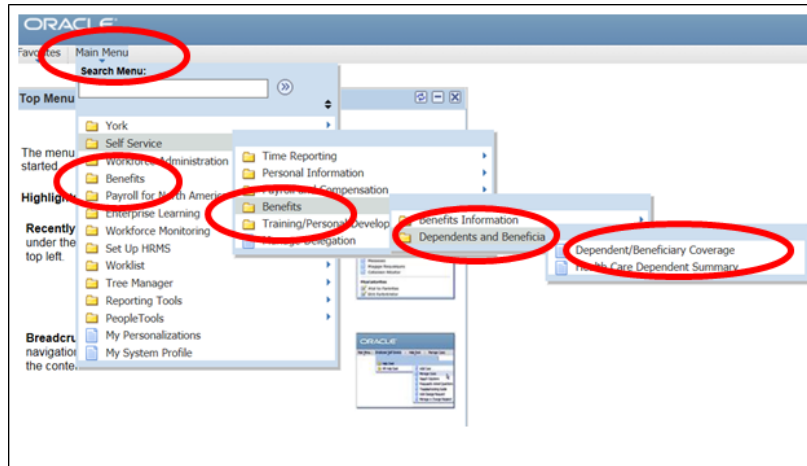 ORACLE
Favorites Main Menu
Search Menu:
Top Menu
York
Self Service
Workforce Administration
Benefits
Payroll for North America
Enterprise Learning
Workforce Monitoring
Set Up HRMS
Worklist
Tree Manager
Reporting Tools
PeopleTools
My Personalizations
My System Profile
The menu
started.
Highlight
Recently
under the
top left.
Breadcru
navigation
the conte
Time Reporting
Personal Information
Payroll and Compensation
Benefits
Training/Personal Develop
Manage Delegation
Benefits Information
Dependents and Beneficia
Dependent/Beneficiary Coverage
Health Care Dependent Summary
ORACLE